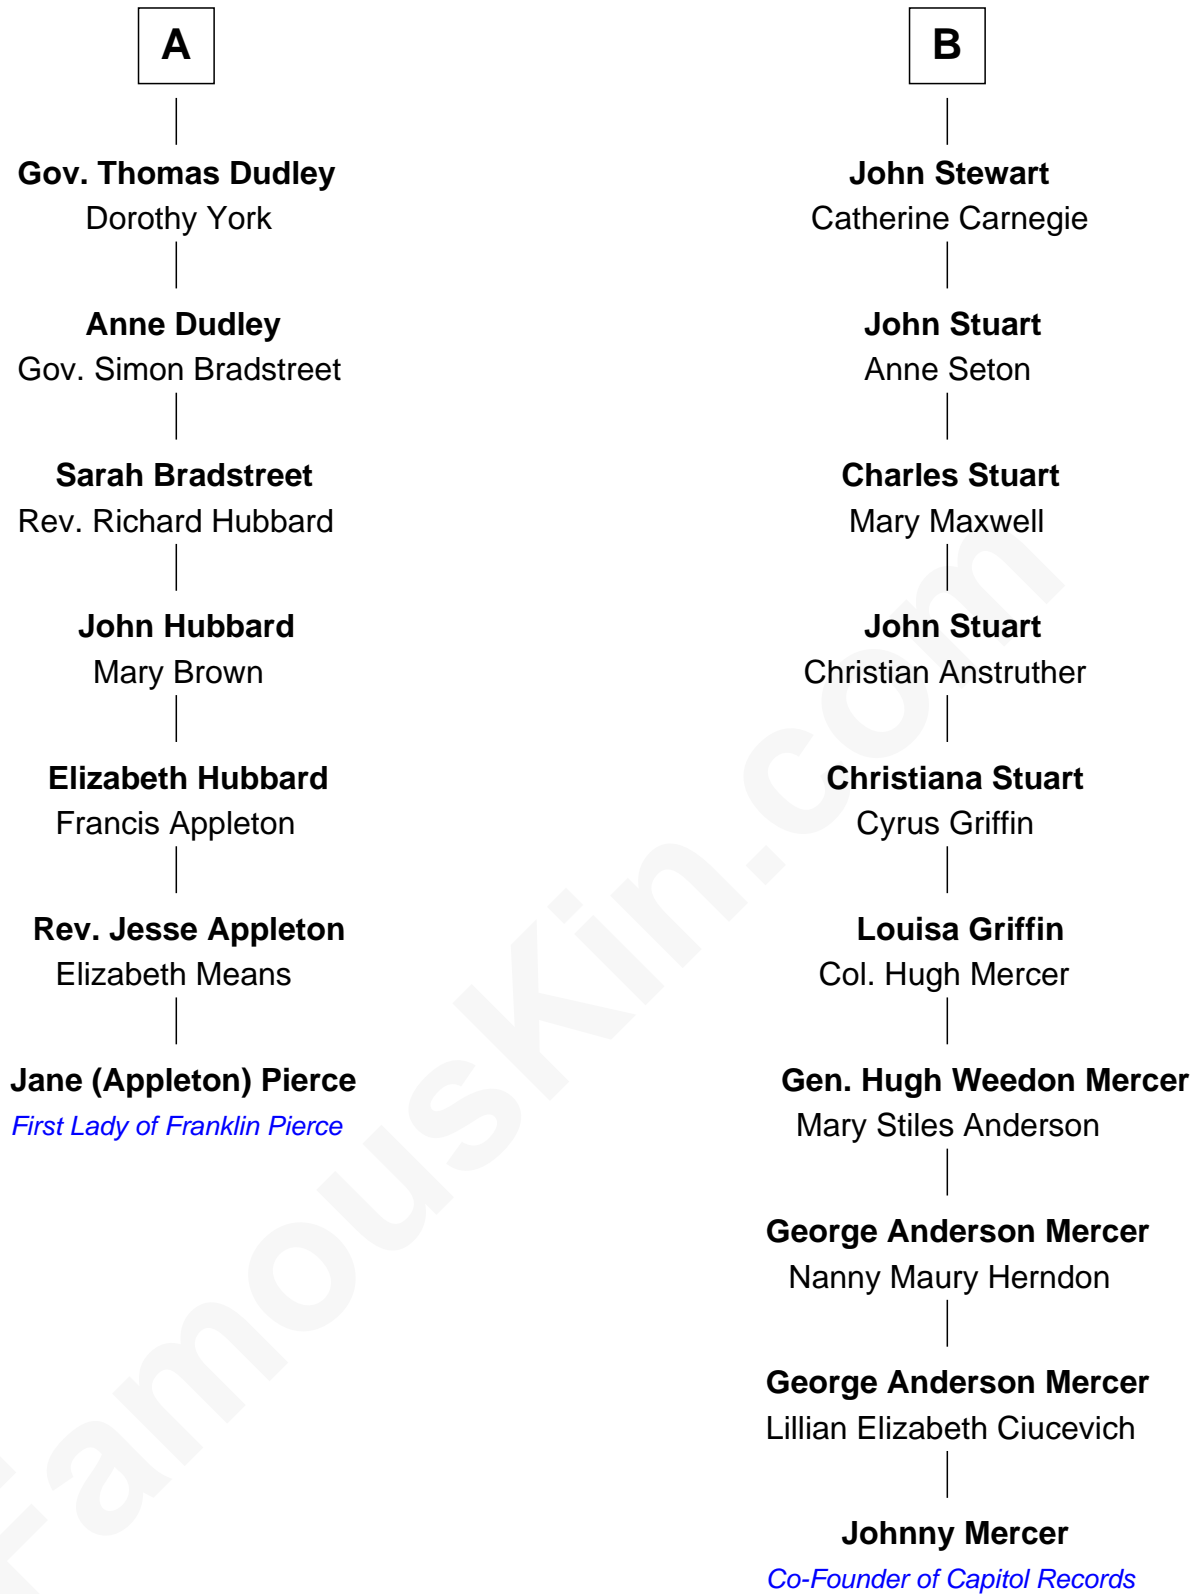 A
Gov. Thomas Dudley
Dorothy York
Anne Dudley
Gov. Simon Bradstreet
Sarah Bradstreet
Rev. Richard Hubbard
John Hubbard
Mary Brown
Elizabeth Hubbard
Francis Appleton
Rev. Jesse Appleton
Elizabeth Means
Jane (Appleton) Pierce
First Lady of Franklin Pierce
B
John Stewart
Catherine Carnegie
John Stuart
Anne Seton
Charles Stuart
Mary Maxwell
John Stuart
Christian Anstruther
Christiana Stuart
Cyrus Griffin
Louisa Griffin
Col. Hugh Mercer
Gen. Hugh Weedon Mercer
Mary Stiles Anderson
George Anderson Mercer
Nanny Maury Herndon
George Anderson Mercer
Lillian Elizabeth Ciucevich
Johnny Mercer
Co-Founder of Capitol Records
FamousKin.com